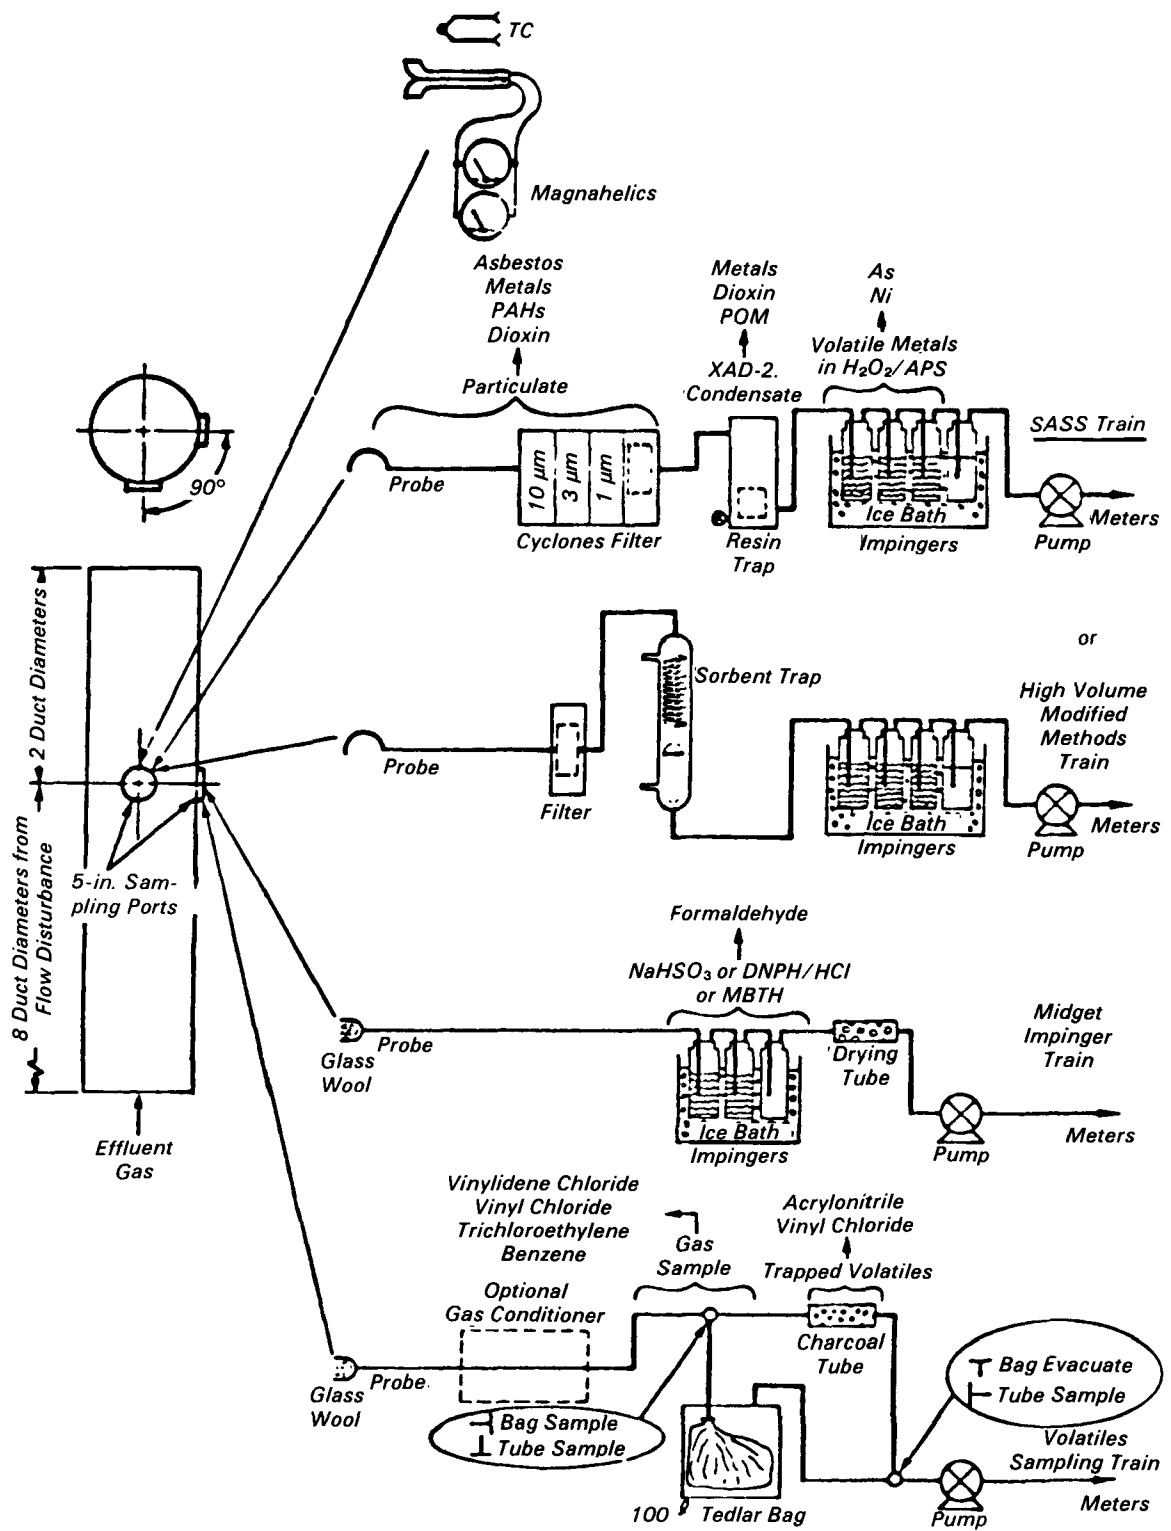 TC
Magnahelics
Asbestos
Metals
PAHs
Dioxin
Particulate
Metals
Dioxin
POM
XAD-2.
Condensate
As
Ni
Volatile Metals
in H₂O₂/APS
SASS Train
90°
Probe
10 μm
3 μm
1 μm
Cyclones Filter
Resin
Trap
Ice Bath
Impingers
Pump
Meters
2 Duct Diameters
8 Duct Diameters from
Flow Disturbance
5-in. Sam-
pling Ports
Effluent
Gas
or
High Volume
Modified
Methods
Train
Probe
Filter
Sorbent Trap
Ice Bath
Impingers
Pump
Meters
Formaldehyde
NaHSO₃ or DNPH/HCl
or MBTH
Midget
Impinger
Train
Glass
Wool
Probe
Ice Bath
Impingers
Drying
Tube
Pump
Meters
Vinylidene Chloride
Vinyl Chloride
Trichloroethylene
Benzene
Gas
Sample
Acrylonitrile
Vinyl Chloride
Trapped Volatiles
Optional
Gas Conditioner
Charcoal
Tube
Glass
Wool
Probe
Bag Sample
Tube Sample
Bag Evacuate
Tube Sample
100 ℓ Tedlar Bag
Volatiles
Sampling Train
Pump
Meters